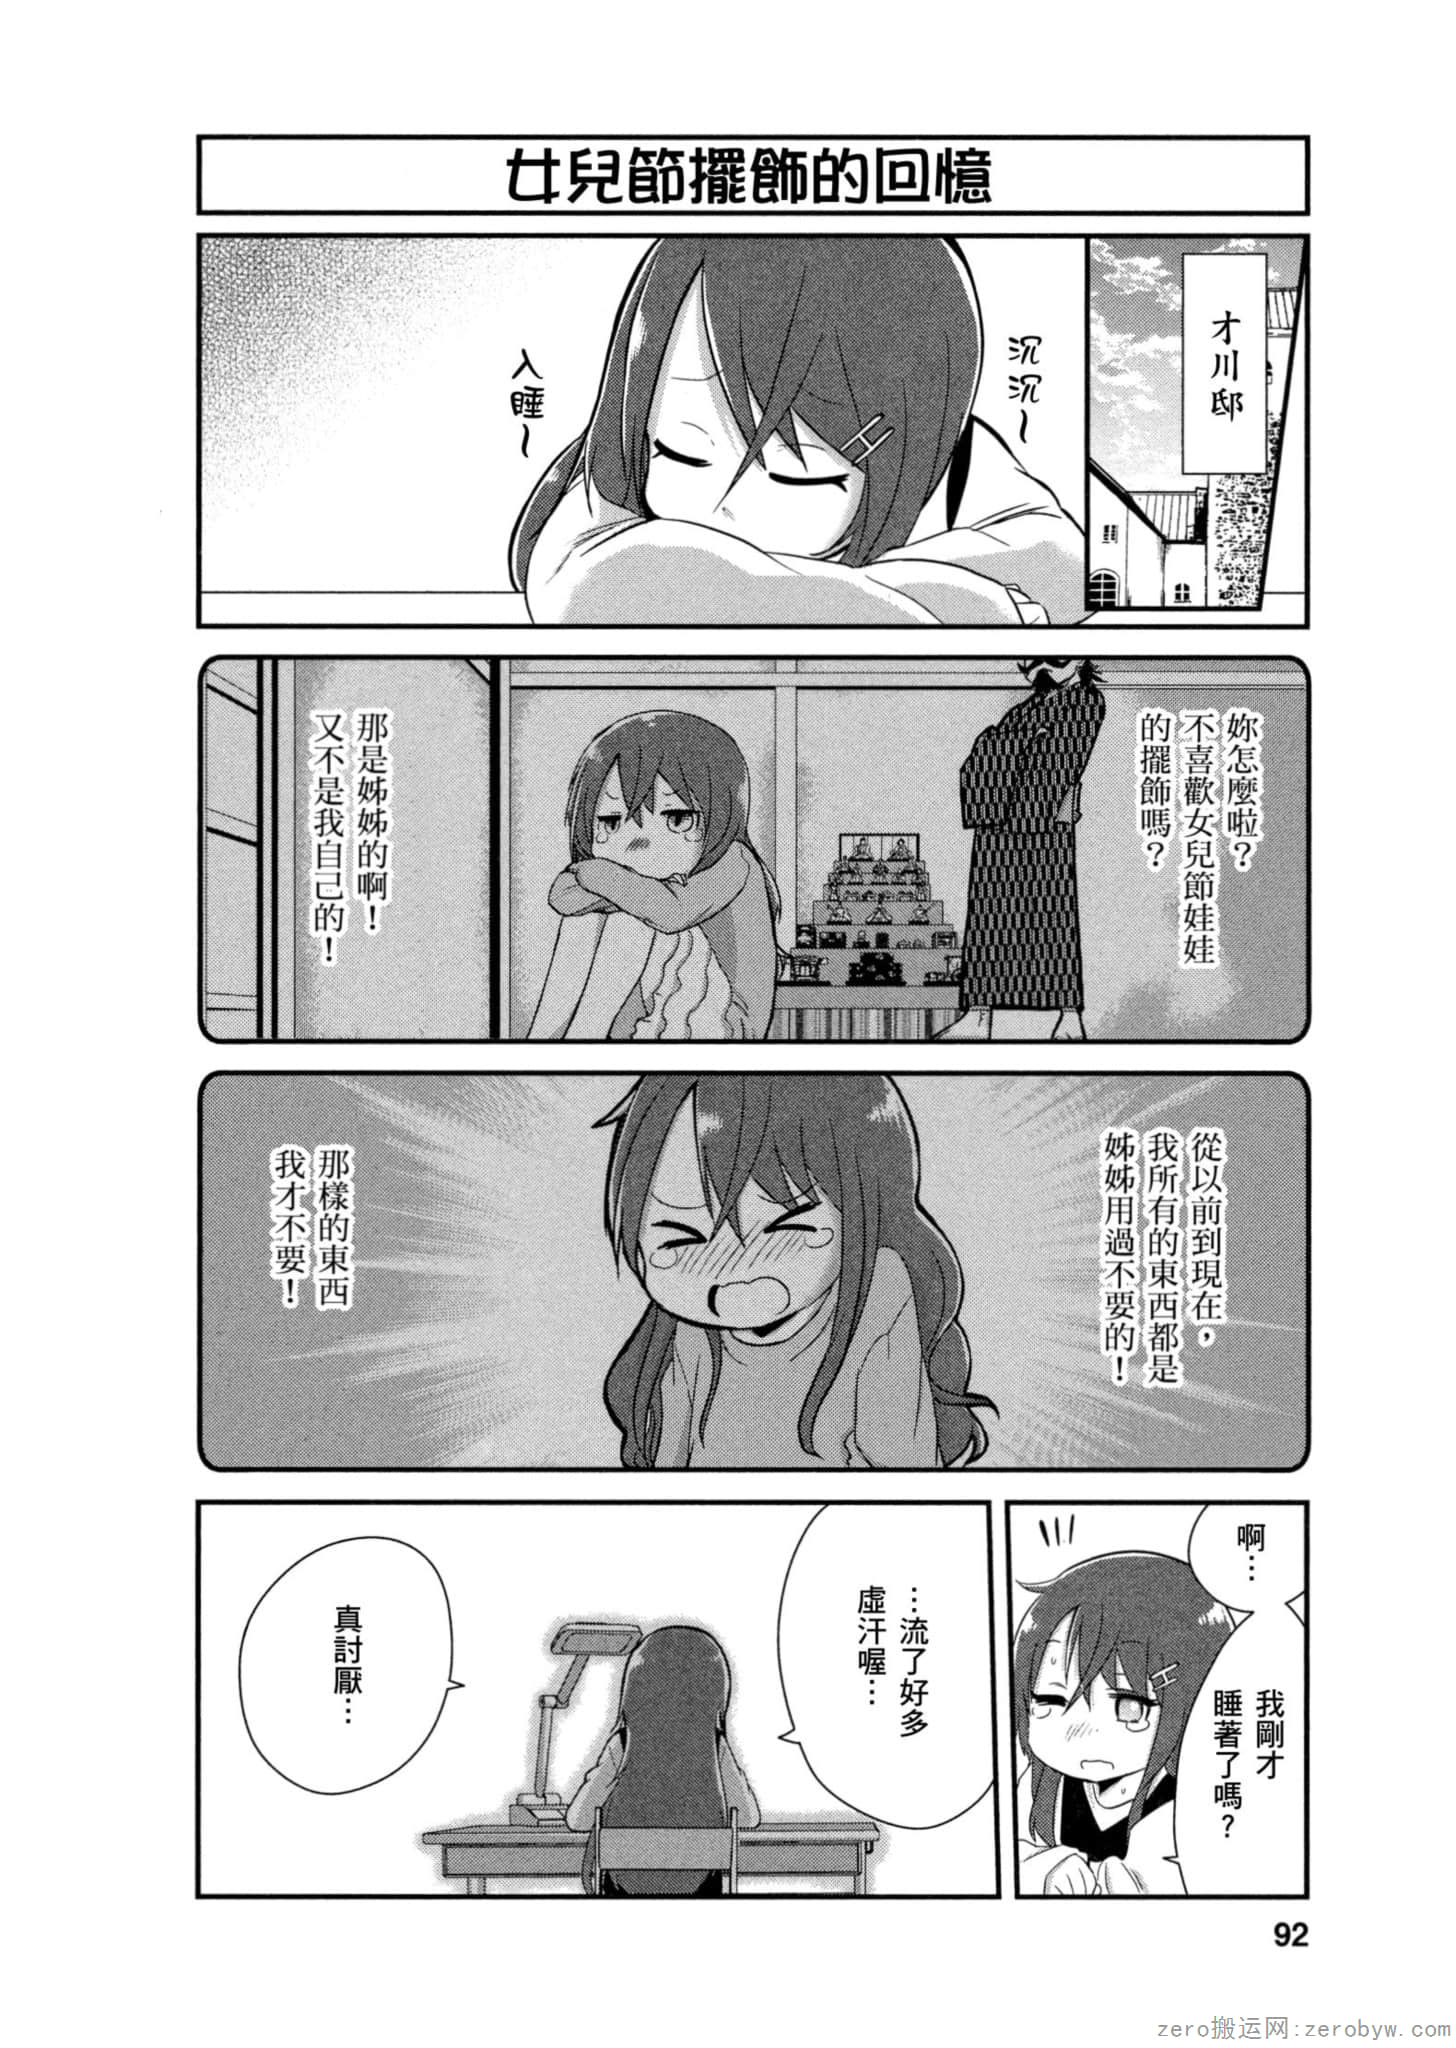 女兒節擺飾的回憶
才川邸
沉沉~
入睡~
妳怎麼啦?
不喜歡女兒節娃娃
的擺飾嗎?
那是姊姊的啊!
又不是我自己的!
從以前到現在,
我所有的東西都是
姊姊用過不要的!
那樣的東西
我才不要!
啊…
我剛才
睡著了嗎?
…流了好多
虛汗喔…
真討厭…
92
zero搬运网:zerobyw.com